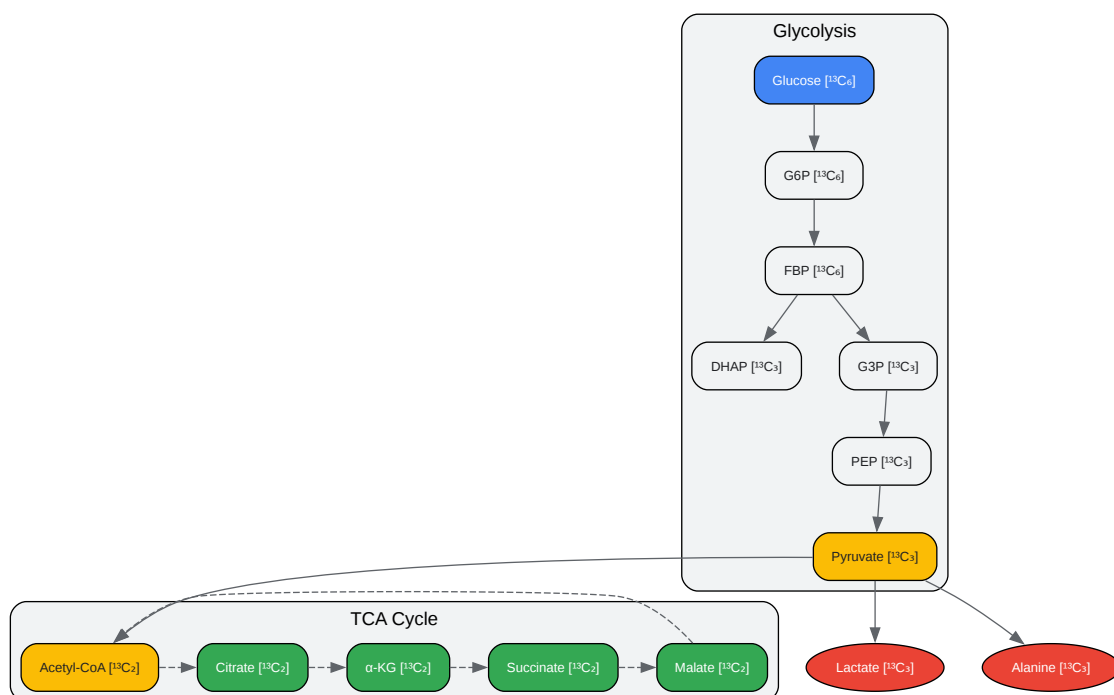 Glycolysis
Glucose [¹³C₆]
G6P [¹³C₆]
FBP [¹³C₆]
DHAP [¹³C₃]
G3P [¹³C₃]
PEP [¹³C₃]
Pyruvate [¹³C₃]
TCA Cycle
Acetyl-CoA [¹³C₂]
Citrate [¹³C₂]
α-KG [¹³C₂]
Succinate [¹³C₂]
Malate [¹³C₂]
Lactate [¹³C₃]
Alanine [¹³C₃]